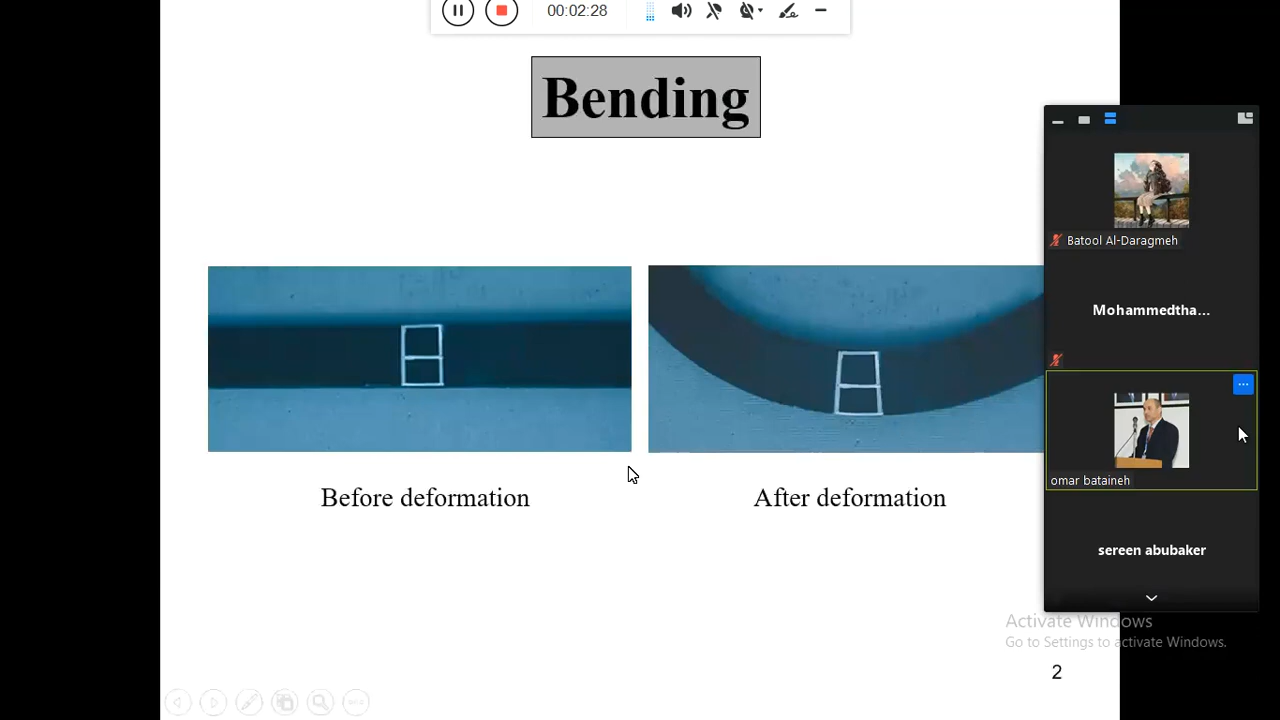 00:02:28
Bending
Batool Al-Daragmeh
Mohammedtha...
omar bataineh
sereen abubaker
Before deformation
After deformation
Activate Windows
Go to Settings to activate Windows.
2